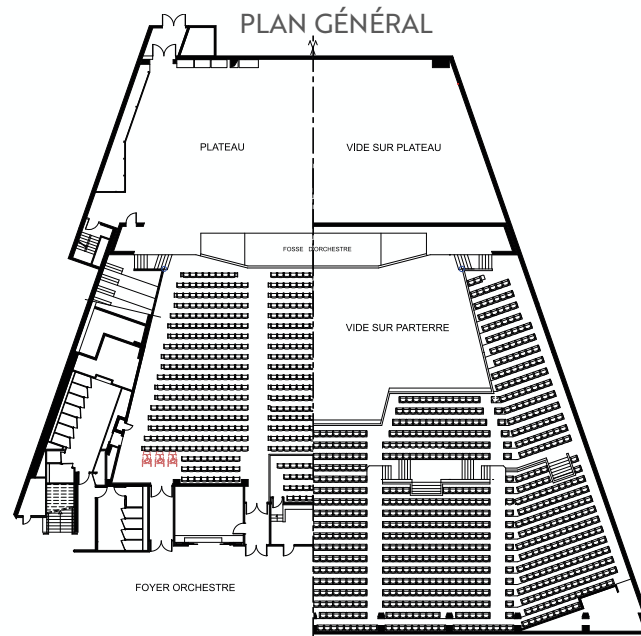 PLAN GÉNÉRAL
PLATEAU
VIDE SUR PLATEAU
FOSSE D'ORCHESTRE
VIDE SUR PARTERRE
FOYER ORCHESTRE